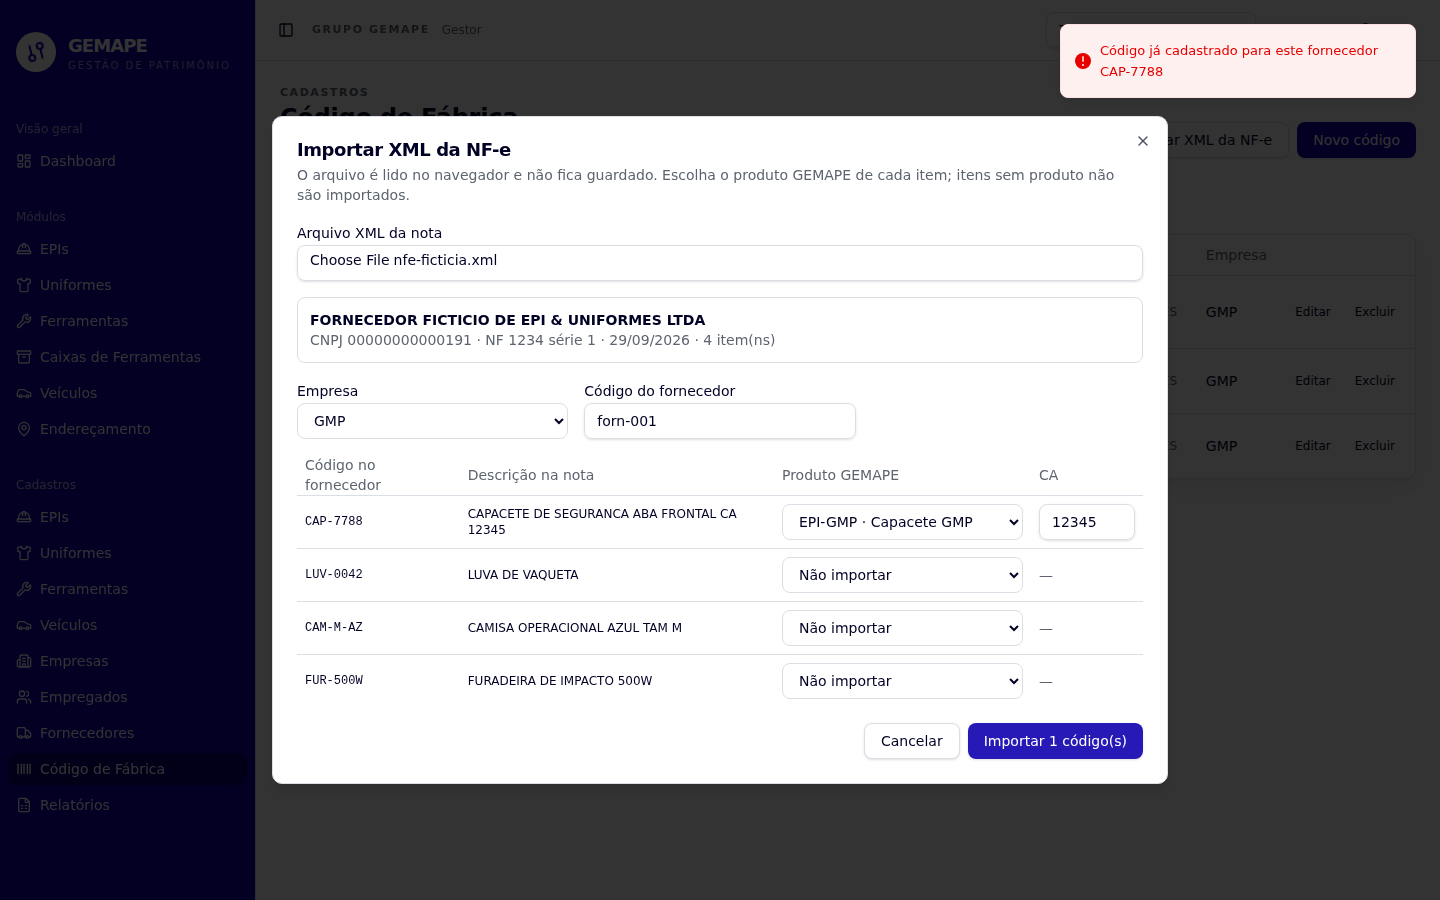 GEMAPE
GESTÃO DE PATRIMÔNIO
Visão geral
Dashboard
Módulos
EPIs
Uniformes
Ferramentas
Caixas de Ferramentas
Veículos
Endereçamento
Cadastros
EPIs
Uniformes
Ferramentas
Veículos
Empresas
Empregados
Fornecedores
Código de Fábrica
Relatórios
GRUPO GEMAPE Gestor
CADASTROS
Código de Fábrica
XML da NF-e
Novo código
Código já cadastrado para este fornecedor
CAP-7788
Importar XML da NF-e
O arquivo é lido no navegador e não fica guardado. Escolha o produto GEMAPE de cada item; itens sem produto não
são importados.
Arquivo XML da nota
Choose File nfe-ficticia.xml
FORNECEDOR FICTICIO DE EPI & UNIFORMES LTDA
CNPJ 00000000000191 · NF 1234 série 1 · 29/09/2026 · 4 item(ns)
Empresa
Código do fornecedor
GMP
forn-001
Código no
fornecedor
Descrição na nota
Produto GEMAPE
CA
CAP-7788
CAPACETE DE SEGURANCA ABA FRONTAL CA
12345
EPI-GMP · Capacete GMP
12345
LUV-0042
LUVA DE VAQUETA
Não importar
—
CAM-M-AZ
CAMISA OPERACIONAL AZUL TAM M
Não importar
—
FUR-500W
FURADEIRA DE IMPACTO 500W
Não importar
—
Cancelar
Importar 1 código(s)
Empresa
GMP Editar Excluir
GMP Editar Excluir
GMP Editar Excluir